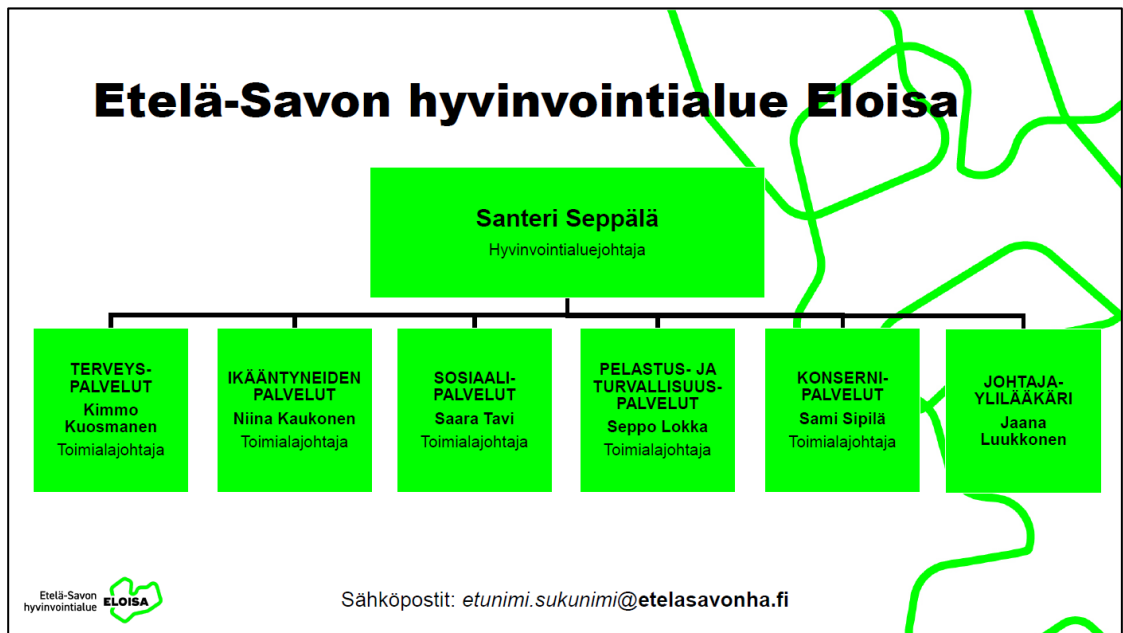 Etelä-Savon hyvinvointialue Eloisa
Santeri Seppälä
Hyvinvointialuejohtaja
TERVEYS-
PALVELUT
Kimmo
Kuosmanen
Toimialajohtaja
IKÄÄNTYNEIDEN
PALVELUT
Niina Kaukonen
Toimialajohtaja
SOSIAALI-
PALVELUT
Saara Tavi
Toimialajohtaja
PELASTUS- JA
TURVALLISUUS-
PALVELUT
Seppo Lokka
Toimialajohtaja
KONSERNI-
PALVELUT
Sami Sipilä
Toimialajohtaja
JOHTAJA-
YLILÄÄKÄRI
Jaana
Luukkonen
Etelä-Savon
hyvinvointialue
ELOISA
Sähköpostit: etunimi.sukunimi@etelasavonha.fi